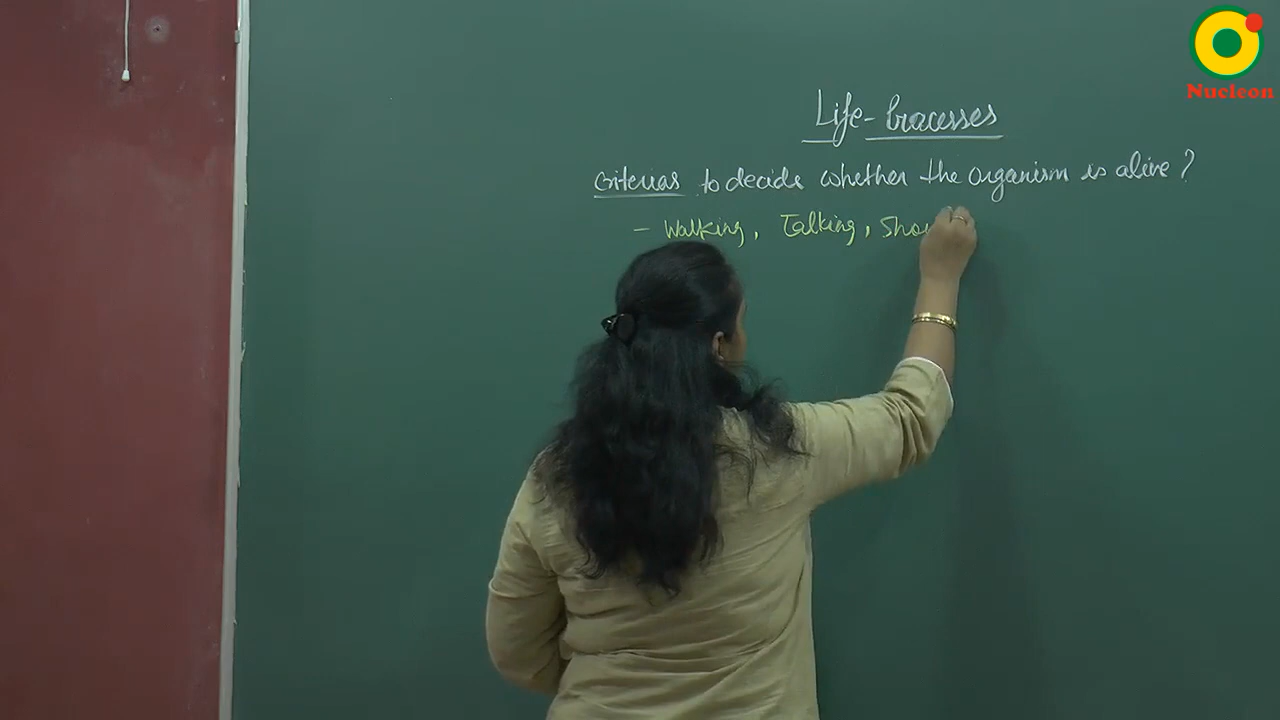 Nucleon
Life-Processes
Criterias to decide whether the organism is alive?
- Walking, Talking, Sho